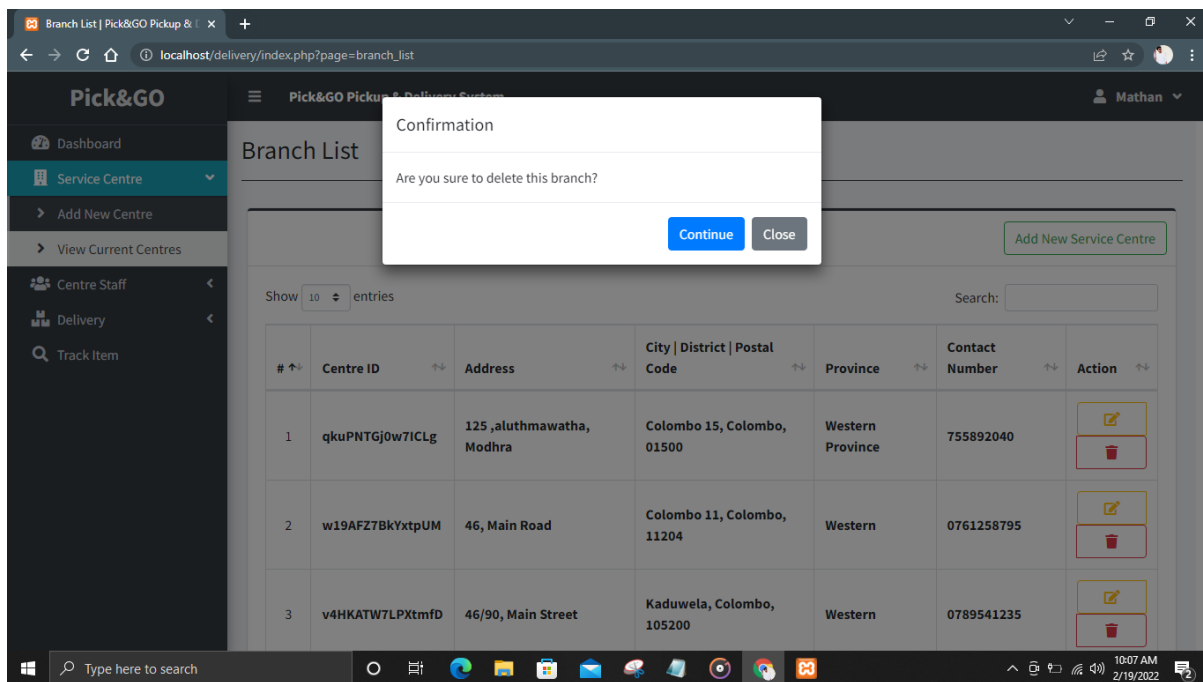 Branch List | Pick&GO Pickup & D
localhost/delivery/index.php?page=branch_list
Pick&GO
Pick&GO Pickup & Delivery System
Mathan
Confirmation
Are you sure to delete this branch?
Continue Close
Dashboard
Service Centre
Add New Centre
View Current Centres
Centre Staff
Delivery
Track Item
Branch List
Add New Service Centre
Show 10 entries
Search:
# Centre ID Address City | District | Postal Code Province Contact Number Action
1 qkuPNTGj0w7ICLg 125 ,aluthmawatha, Modhra Colombo 15, Colombo, 01500 Western Province 755892040
2 w19AFZ7BkYxtpUM 46, Main Road Colombo 11, Colombo, 11204 Western 0761258795
3 v4HKATW7LPXtmfD 46/90, Main Street Kaduwela, Colombo, 105200 Western 0789541235
Type here to search
10:07 AM
2/19/2022
2